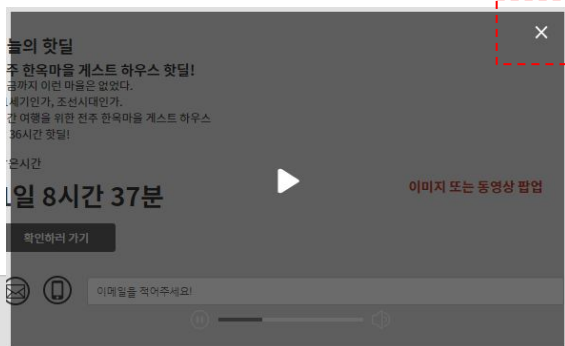 늘의 핫딜
주 한옥마을 게스트 하우스 핫딜!
금까지 이런 마을은 없었다.
세기인가, 조선시대인가.
간 여행을 위한 전주 한옥마을 게스트 하우스
36시간 핫딜!
은시간
1일 8시간 37분
이미지 또는 동영상 팝업
확인하러 가기
이메일을 적어주세요!